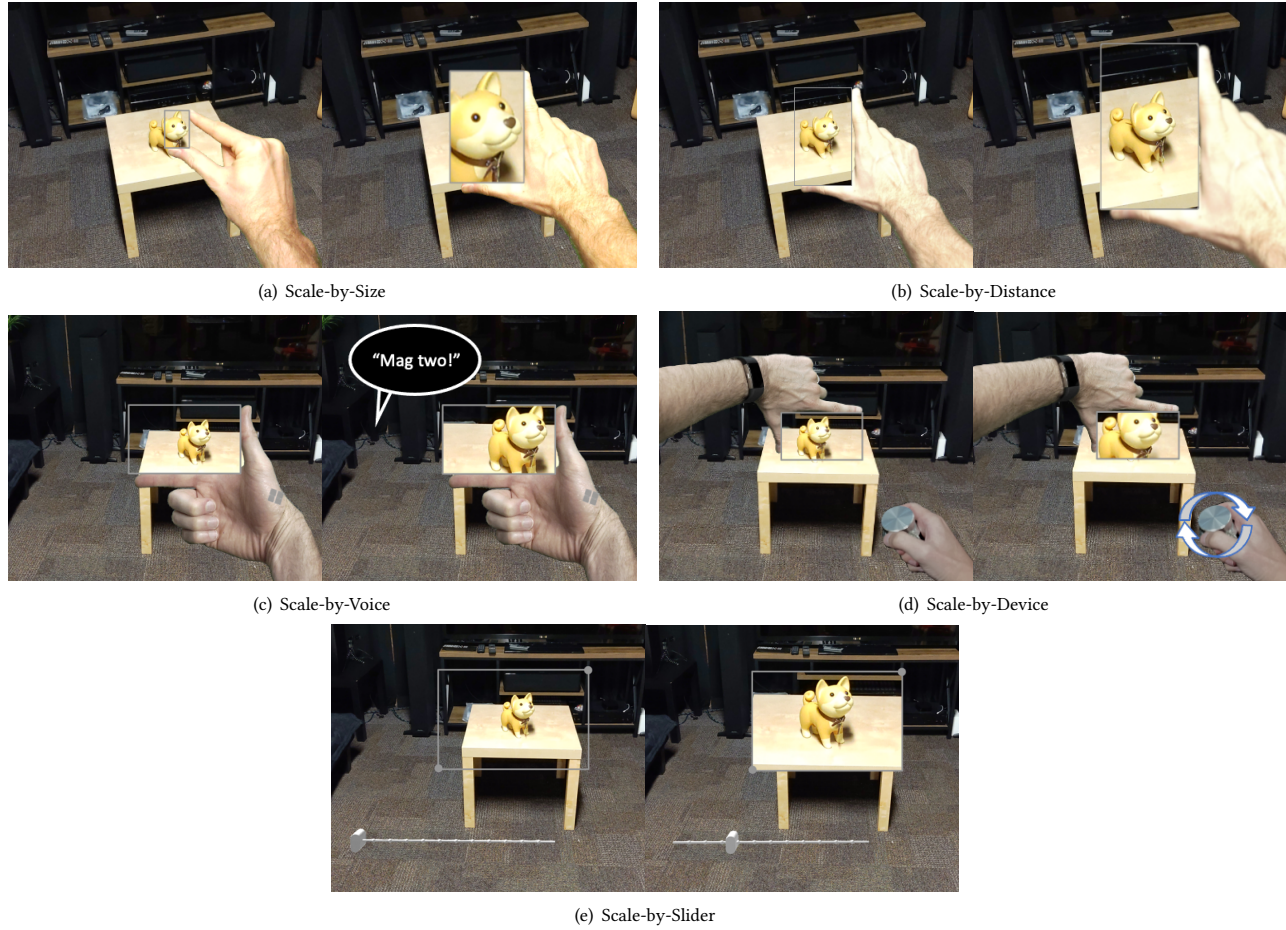 (a) Scale-by-Size
(b) Scale-by-Distance
“Mag two!”
(c) Scale-by-Voice
(d) Scale-by-Device
(e) Scale-by-Slider